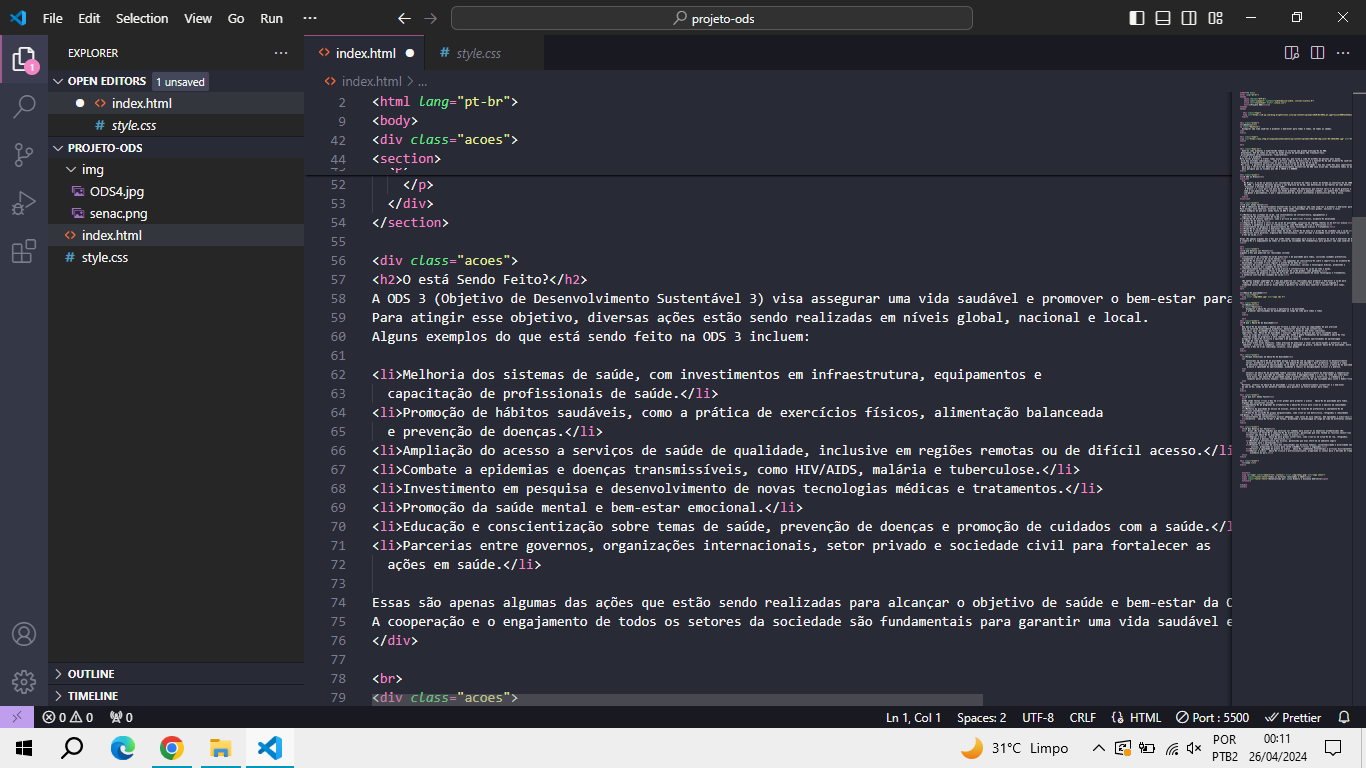 File Edit Selection View Go Run ··· projeto-ods
EXPLORER ···
OPEN EDITORS 1 unsaved
index.html
# style.css
PROJETO-ODS
img
ODS4.jpg
senac.png
index.html
# style.css
OUTLINE
TIMELINE
1
index.html
# style.css
index.html > ...
2 <html lang="pt-br">
9 <body>
42 <div class="acoes">
44 <section>
52 </p>
53 </div>
54 </section>
55
56 <div class="acoes">
57 <h2>O está Sendo Feito?</h2>
58 A ODS 3 (Objetivo de Desenvolvimento Sustentável 3) visa assegurar uma vida saudável e promover o bem-estar para
59 Para atingir esse objetivo, diversas ações estão sendo realizadas em níveis global, nacional e local.
60 Alguns exemplos do que está sendo feito na ODS 3 incluem:
61
62 <li>Melhoria dos sistemas de saúde, com investimentos em infraestrutura, equipamentos e
63 capacitação de profissionais de saúde.</li>
64 <li>Promoção de hábitos saudáveis, como a prática de exercícios físicos, alimentação balanceada
65 e prevenção de doenças.</li>
66 <li>Ampliação do acesso a serviços de saúde de qualidade, inclusive em regiões remotas ou de difícil acesso.</li
67 <li>Combate a epidemias e doenças transmissíveis, como HIV/AIDS, malária e tuberculose.</li>
68 <li>Investimento em pesquisa e desenvolvimento de novas tecnologias médicas e tratamentos.</li>
69 <li>Promoção da saúde mental e bem-estar emocional.</li>
70 <li>Educação e conscientização sobre temas de saúde, prevenção de doenças e promoção de cuidados com a saúde.</l
71 <li>Parcerias entre governos, organizações internacionais, setor privado e sociedade civil para fortalecer as
72 ações em saúde.</li>
73
74 Essas são apenas algumas das ações que estão sendo realizadas para alcançar o objetivo de saúde e bem-estar da O
75 A cooperação e o engajamento de todos os setores da sociedade são fundamentais para garantir uma vida saudável e
76 </div>
77
78 <br>
79 <div class="acoes">
0 0 0 Ln 1, Col 1 Spaces: 2 UTF-8 CRLF HTML Port : 5500 Prettier
31°C Limpo POR PTB2 00:11 26/04/2024